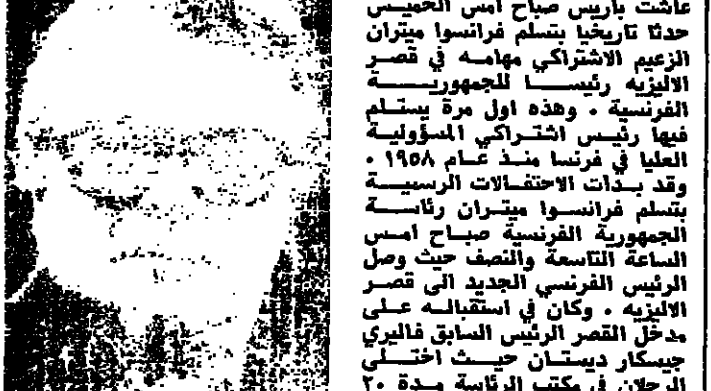 عاشت باريس صباح امس الخميس
حدثا تاريخيا بتسلم فرانسوا ميتران
الزعيم الاشتراكي مهامه في قصر
الاليزيه رئيسا للجمهورية
الفرنسية . وهذه اول مرة يستلم
فيها رئيس اشتراكي المسؤولية
العليا في فرنسا منذ عام ١٩٥٨ .
وقد بدأت الاحتفالات الرسمية
بتسلم فرانسوا ميتران رئاسة
الجمهورية الفرنسية صباح امس
الساعة التاسعة والنصف حيث وصل
الرئيس الفرنسي الجديد الى قصر
الاليزيه . وكان في استقباله على
مدخل القصر الرئيس السابق فاليري
جيسكار ديستان حيث اختلى
الرجلان في مكتب الرئاسة مدة ٢٠